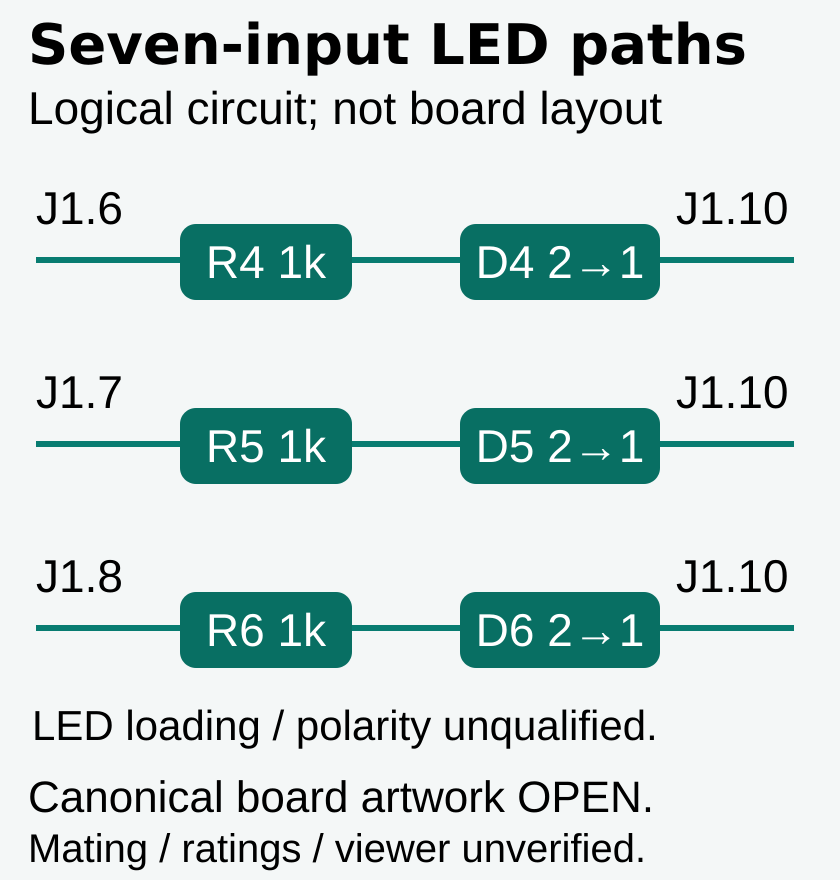 Seven-input LED paths
Logical circuit; not board layout
J1.6 J1.10
R4 1k D4 2→1
J1.7 J1.10
R5 1k D5 2→1
J1.8 J1.10
R6 1k D6 2→1
LED loading / polarity unqualified.
Canonical board artwork OPEN.
Mating / ratings / viewer unverified.